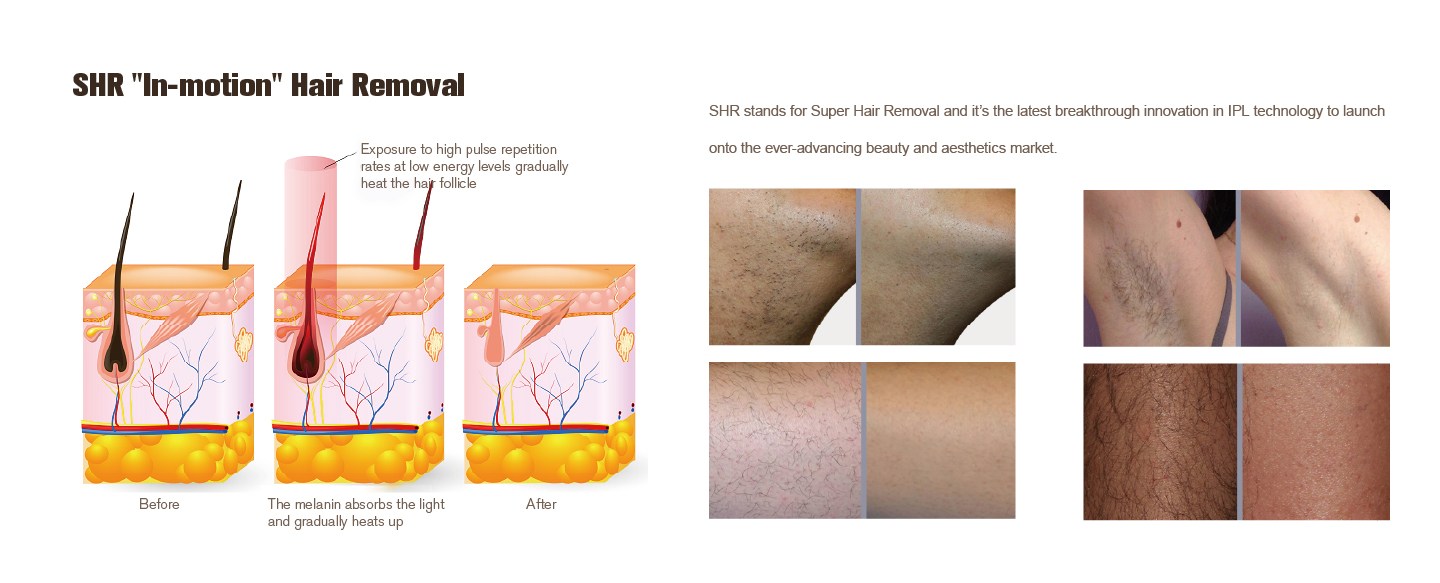 SHR "In-motion" Hair Removal
Exposure to high pulse repetition
rates at low energy levels gradually
heat the hair follicle
Before
The melanin absorbs the light
and gradually heats up
After
SHR stands for Super Hair Removal and it’s the latest breakthrough innovation in IPL technology to launch
onto the ever-advancing beauty and aesthetics market.